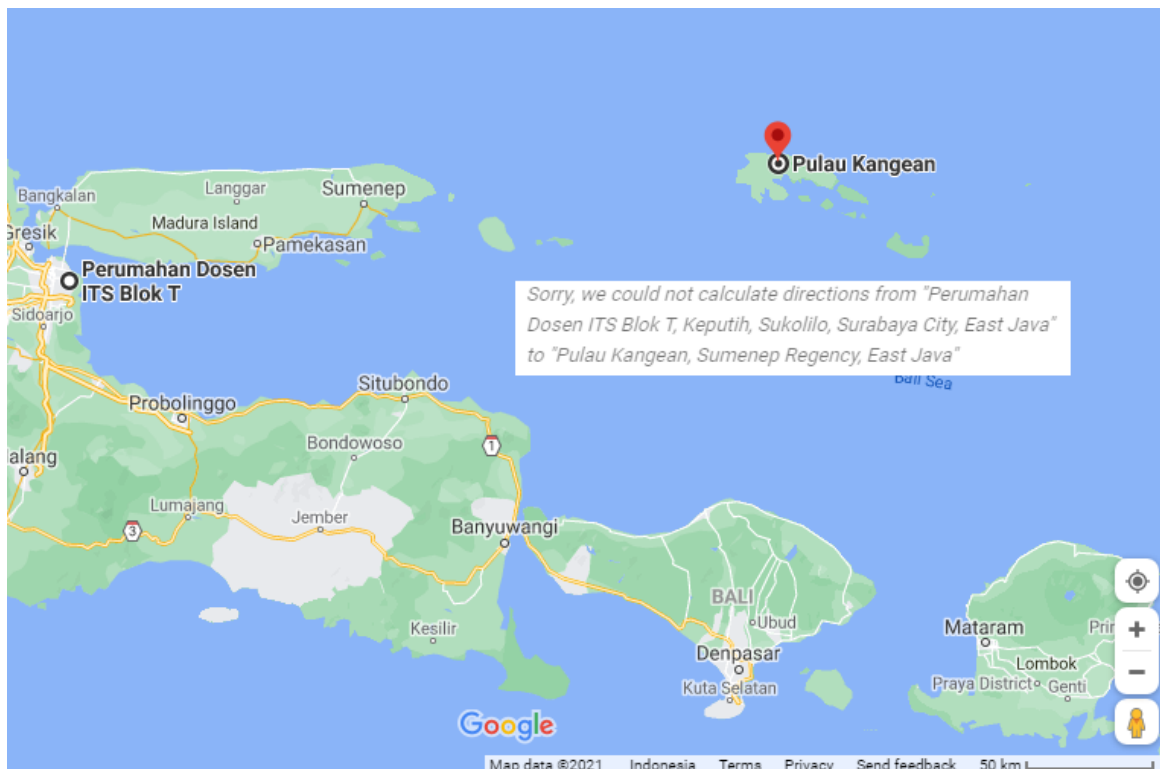 Pulau Kangean
Langgar
Sumenep
Bangkalan
Madura Island
Gresik
Pamekasan
Perumahan Dosen
ITS Blok T
Sidoarjo
Sorry, we could not calculate directions from "Perumahan
Dosen ITS Blok T, Keputih, Sukolilo, Surabaya City, East Java"
to "Pulau Kangean, Sumenep Regency, East Java"
Bali Sea
Situbondo
Probolinggo
Bondowoso
1
alang
Lumajang
Jember
3
Banyuwangi
BALI
Ubud
Kesilir
Mataram
Prin
Denpasar
Lombok
Kuta Selatan
Praya District
Genti
Google
Map data ©2021 Indonesia Terms Privacy Send feedback 50 km